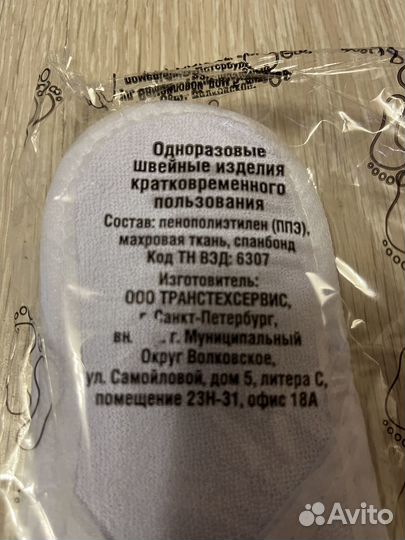 Одноразовые
швейные изделия
кратковременного
пользования
Состав: пенополиэтилен (ППЭ),
махровая ткань, спанбонд
Код ТН ВЭД: 6307
Изготовитель:
ООО ТРАНСТЕХСЕРВИС,
г. Санкт-Петербург,
вн. г. Муниципальный
Округ Волковское,
ул. Самойловой, дом 5, литера С,
помещение 23Н-31, офис 18А
Avito